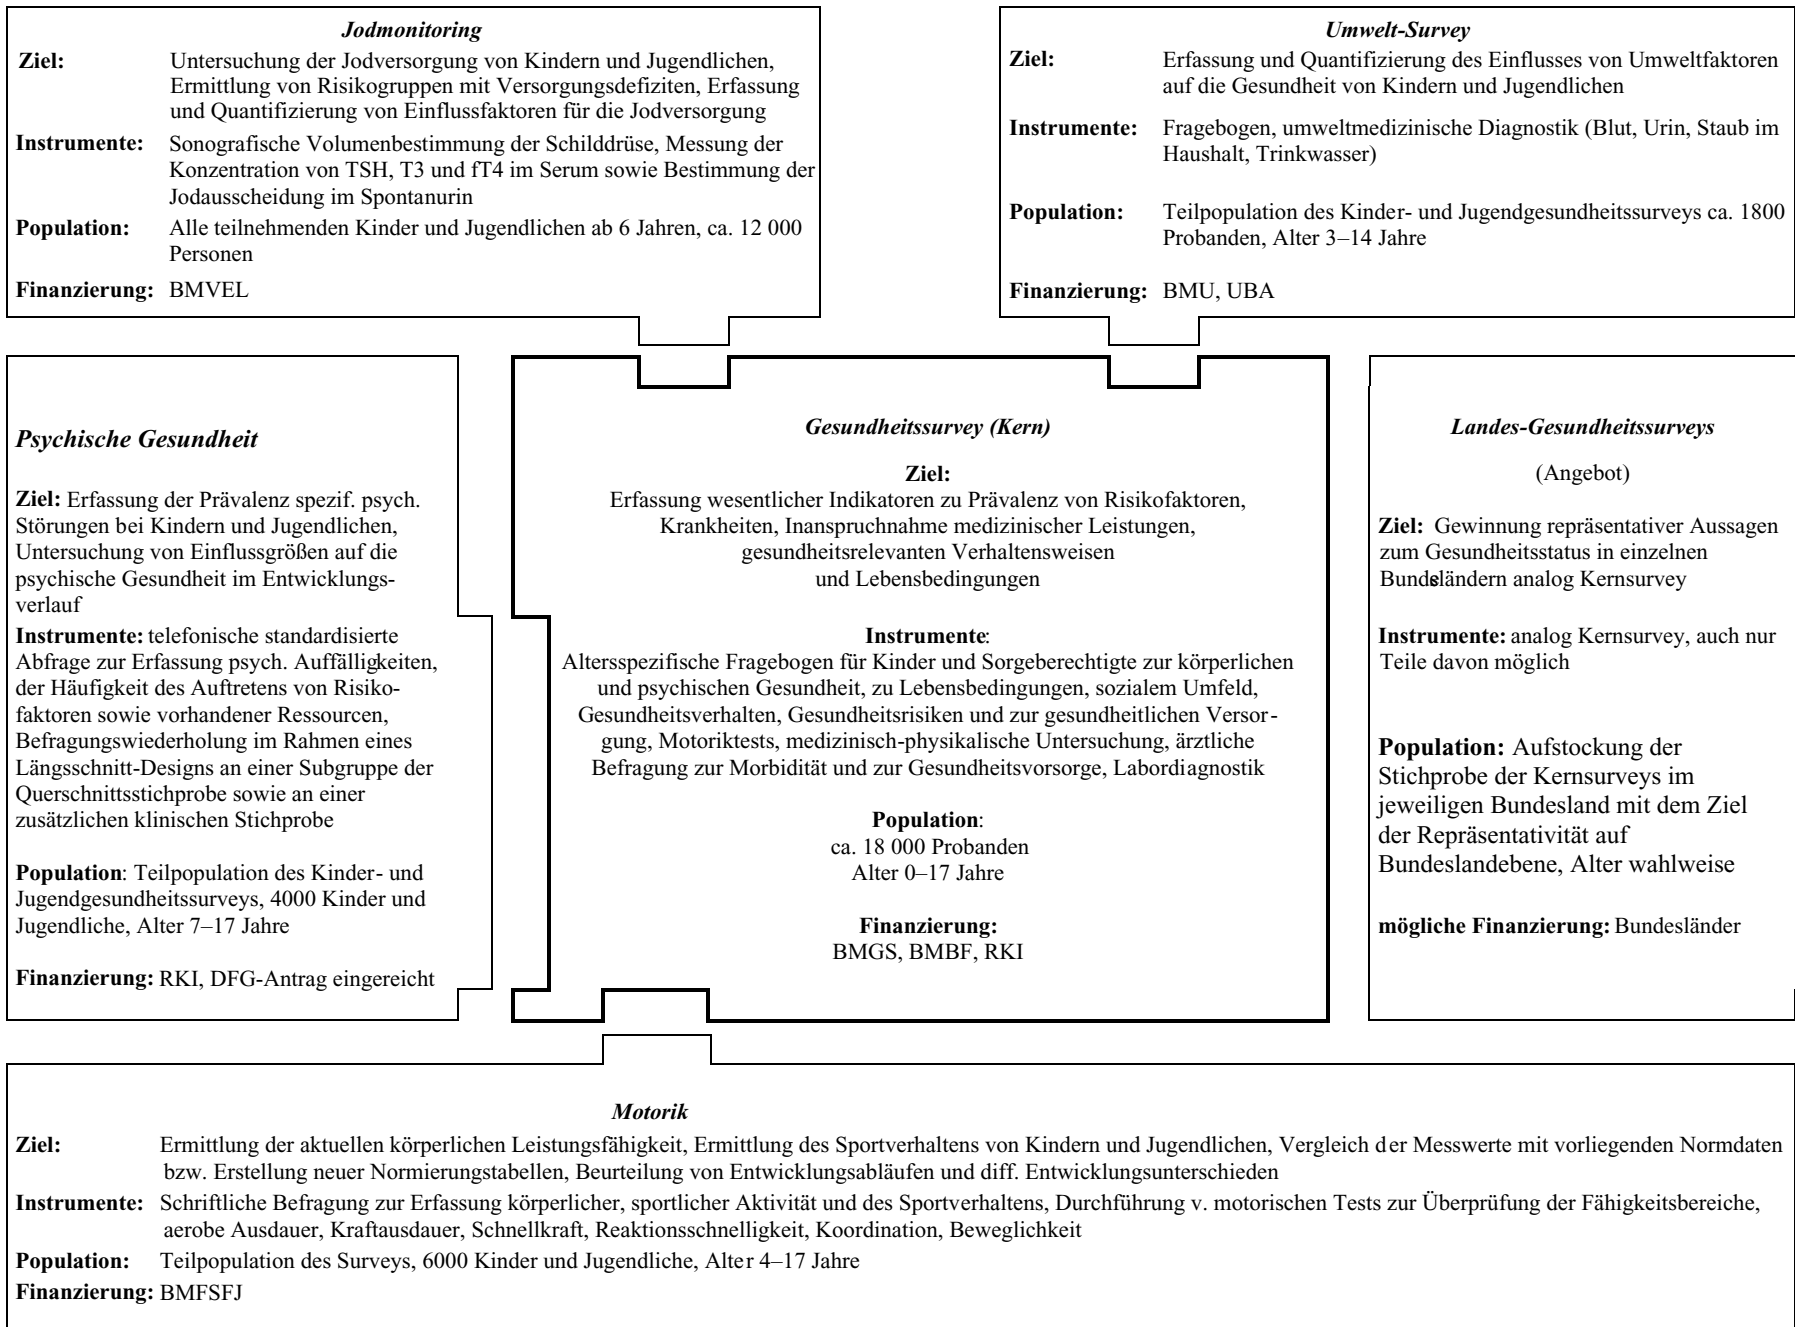 Jodmonitoring
Ziel: Untersuchung der Jodversorgung von Kindern und Jugendlichen,
Ermittlung von Risikogruppen mit Versorgungsdefiziten, Erfassung
und Quantifizierung von Einflussfaktoren für die Jodversorgung
Instrumente: Sonografische Volumenbestimmung der Schilddrüse, Messung der
Konzentration von TSH, T3 und fT4 im Serum sowie Bestimmung der
Jodausscheidung im Spontanurin
Population: Alle teilnehmenden Kinder und Jugendlichen ab 6 Jahren, ca. 12 000
Personen
Finanzierung: BMVEL
Umwelt-Survey
Ziel: Erfassung und Quantifizierung des Einflusses von Umweltfaktoren
auf die Gesundheit von Kindern und Jugendlichen
Instrumente: Fragebogen, umweltmedizinische Diagnostik (Blut, Urin, Staub im
Haushalt, Trinkwasser)
Population: Teilpopulation des Kinder- und Jugendgesundheitssurveys ca. 1800
Probanden, Alter 3–14 Jahre
Finanzierung: BMU, UBA
Psychische Gesundheit
Ziel: Erfassung der Prävalenz spezif. psych.
Störungen bei Kindern und Jugendlichen,
Untersuchung von Einflussgrößen auf die
psychische Gesundheit im Entwicklungs-
verlauf
Instrumente: telefonische standardisierte
Abfrage zur Erfassung psych. Auffälligkeiten,
der Häufigkeit des Auftretens von Risiko-
faktoren sowie vorhandener Ressourcen,
Befragungswiederholung im Rahmen eines
Längsschnitt-Designs an einer Subgruppe der
Querschnittsstichprobe sowie an einer
zusätzlichen klinischen Stichprobe
Population: Teilpopulation des Kinder- und
Jugendgesundheitssurveys, 4000 Kinder und
Jugendliche, Alter 7–17 Jahre
Finanzierung: RKI, DFG-Antrag eingereicht
Gesundheitssurvey (Kern)
Ziel:
Erfassung wesentlicher Indikatoren zu Prävalenz von Risikofaktoren,
Krankheiten, Inanspruchnahme medizinischer Leistungen,
gesundheitsrelevanten Verhaltensweisen
und Lebensbedingungen
Instrumente:
Altersspezifische Fragebogen für Kinder und Sorgeberechtigte zur körperlichen
und psychischen Gesundheit, zu Lebensbedingungen, sozialem Umfeld,
Gesundheitsverhalten, Gesundheitsrisiken und zur gesundheitlichen Versor-
gung, Motoriktests, medizinisch-physikalische Untersuchung, ärztliche
Befragung zur Morbidität und zur Gesundheitsvorsorge, Labordiagnostik
Population:
ca. 18 000 Probanden
Alter 0–17 Jahre
Finanzierung:
BMGS, BMBF, RKI
Landes-Gesundheitssurveys
(Angebot)
Ziel: Gewinnung repräsentativer Aussagen
zum Gesundheitsstatus in einzelnen
Bundesländern analog Kernsurvey
Instrumente: analog Kernsurvey, auch nur
Teile davon möglich
Population: Aufstockung der
Stichprobe der Kernsurveys im
jeweiligen Bundesland mit dem Ziel
der Repräsentativität auf
Bundeslandebene, Alter wahlweise
mögliche Finanzierung: Bundesländer
Motorik
Ziel: Ermittlung der aktuellen körperlichen Leistungsfähigkeit, Ermittlung des Sportverhaltens von Kindern und Jugendlichen, Vergleich der Messwerte mit vorliegenden Normdaten
bzw. Erstellung neuer Normierungstabellen, Beurteilung von Entwicklungsabläufen und diff. Entwicklungsunterschieden
Instrumente: Schriftliche Befragung zur Erfassung körperlicher, sportlicher Aktivität und des Sportverhaltens, Durchführung v. motorischen Tests zur Überprüfung der Fähigkeitsbereiche,
aerobe Ausdauer, Kraftausdauer, Schnellkraft, Reaktionsschnelligkeit, Koordination, Beweglichkeit
Population: Teilpopulation des Surveys, 6000 Kinder und Jugendliche, Alter 4–17 Jahre
Finanzierung: BMFSFJ